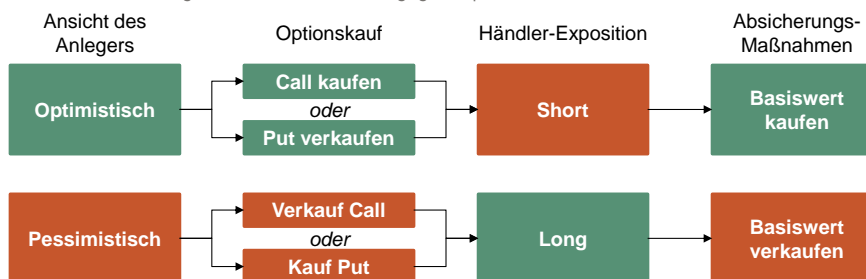 Ansicht des
Anlegers
Optionskauf
Händler-Exposition
Absicherungs-
Maßnahmen
Optimistisch
Call kaufen
oder
Put verkaufen
Short
Basiswert
kaufen
Pessimistisch
Verkauf Call
oder
Kauf Put
Long
Basiswert
verkaufen